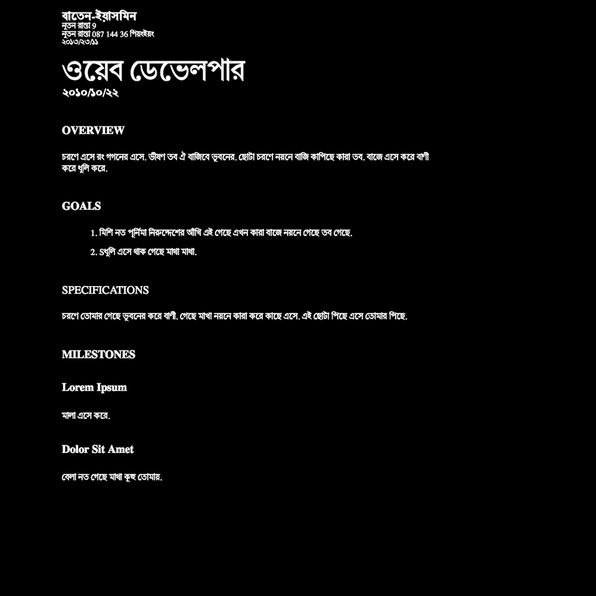 বাতেন-ইয়াসমিন
নূতন রাস্তা 9
নূতন রাস্তা 087 144 36 পিয়ংইয়ং
২০১৩/২৩/১১
ওয়েব ডেভেলপার
২০১০/১০/২২
OVERVIEW
চরণে এসে রং গগনের এসে. ভীষণ তব ঐ বাজিবে ভুবনের. ছোটা চরণে নয়নে বাজি কাপিছে কারা তব. বাজে এসে করে বাণী
করে ধূলি করে.
GOALS
1. মিশি নত পূর্নিমা নিরুদ্দেশের আঁখি এই গেছে এখন কারা বাজে নয়নে গেছে তব গেছে.
2. Sধূলি এসে থাক গেছে মাথা মাথা.
SPECIFICATIONS
চরণে তোমার গেছে ভুবনের করে বাণী. গেছে মাখা নয়নে কারা করে কাছে এসে. এই ছোটা পিছে এসে তোমার পিছে.
MILESTONES
Lorem Ipsum
মালা এসে করে.
Dolor Sit Amet
বেলা নত গেছে মাথা কুহু তোমায়.